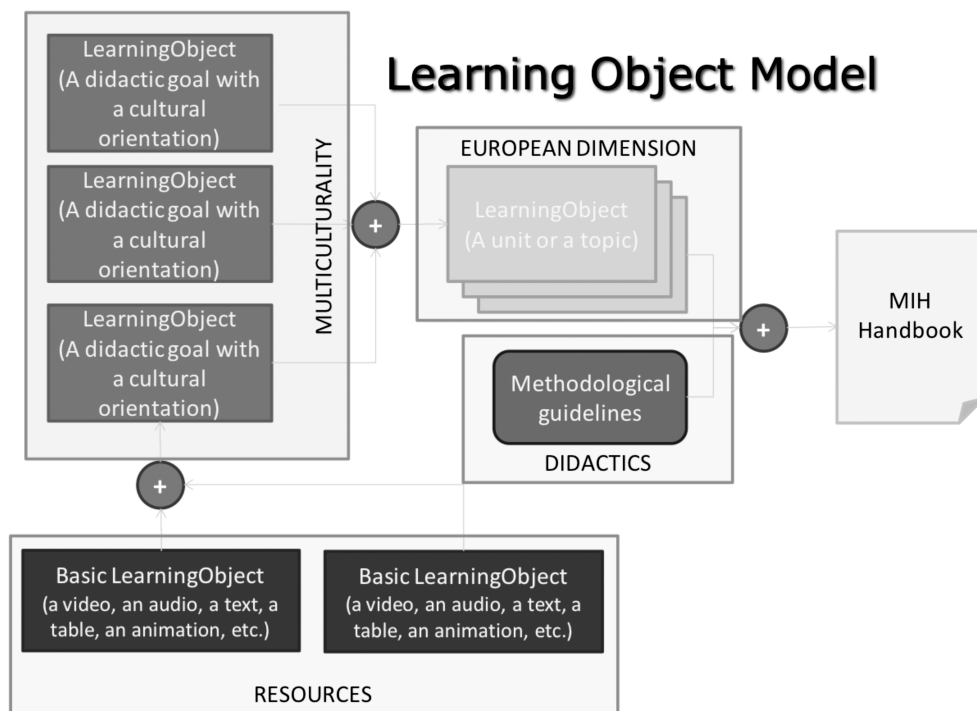 Learning Object Model
LearningObject
(A didactic goal with
a cultural
orientation)
LearningObject
(A didactic goal with
a cultural
orientation)
LearningObject
(A didactic goal with
a cultural
orientation)
MULTICULTURALITY
+
EUROPEAN DIMENSION
LearningObject
(A unit or a topic)
+
MIH
Handbook
Methodological
guidelines
DIDACTICS
+
Basic LearningObject
(a video, an audio, a text, a
table, an animation, etc.)
Basic LearningObject
(a video, an audio, a text, a
table, an animation, etc.)
RESOURCES